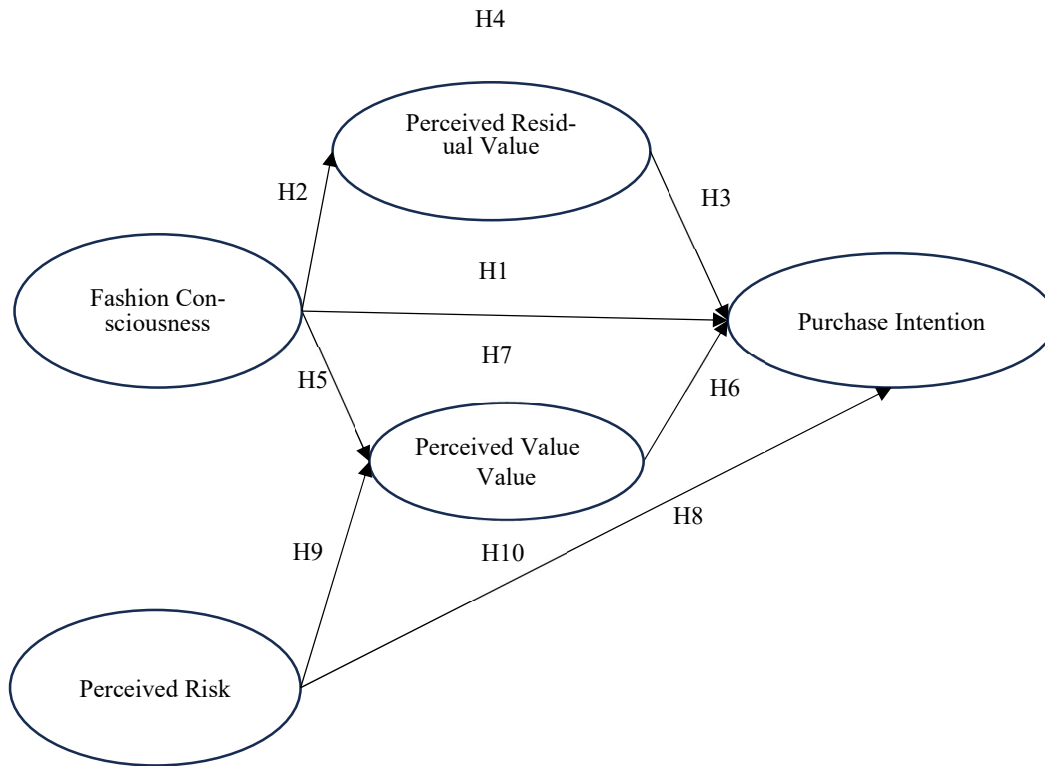 H4
Perceived Resid-
ual Value
H2
H3
H1
Fashion Con-
sciousness
Purchase Intention
H7
H5
H6
Perceived Value
Value
H8
H9
H10
Perceived Risk